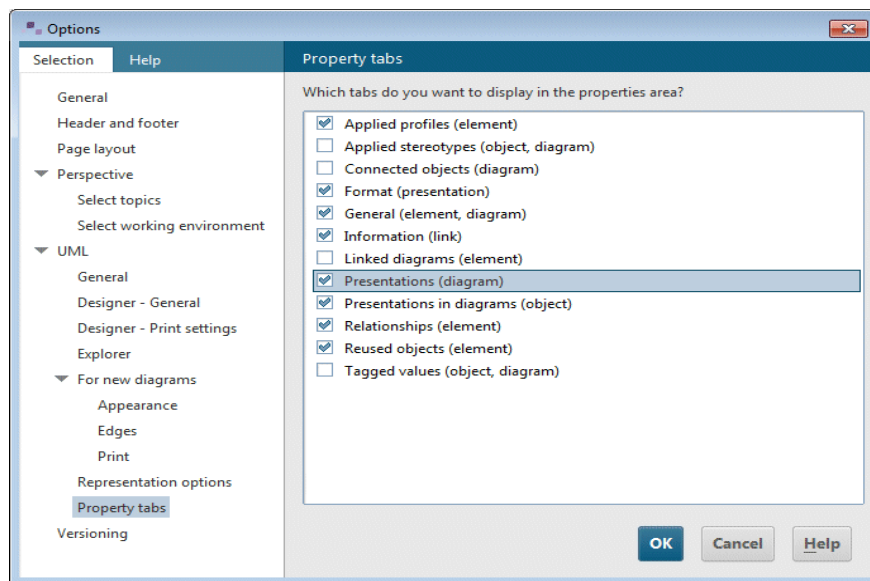 Options
Selection Help
General
Header and footer
Page layout
Perspective
Select topics
Select working environment
UML
General
Designer - General
Designer - Print settings
Explorer
For new diagrams
Appearance
Edges
Print
Representation options
Property tabs
Versioning
Property tabs
Which tabs do you want to display in the properties area?
Applied profiles (element)
Applied stereotypes (object, diagram)
Connected objects (diagram)
Format (presentation)
General (element, diagram)
Information (link)
Linked diagrams (element)
Presentations (diagram)
Presentations in diagrams (object)
Relationships (element)
Reused objects (element)
Tagged values (object, diagram)
OK Cancel Help